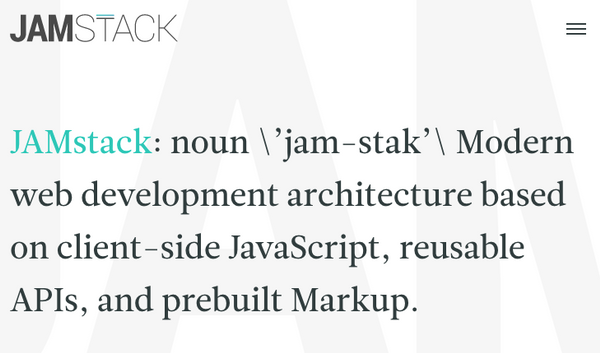 JAMSTACK
JAMstack: noun \’jam-stak’\ Modern
web development architecture based
on client-side JavaScript, reusable
APIs, and prebuilt Markup.